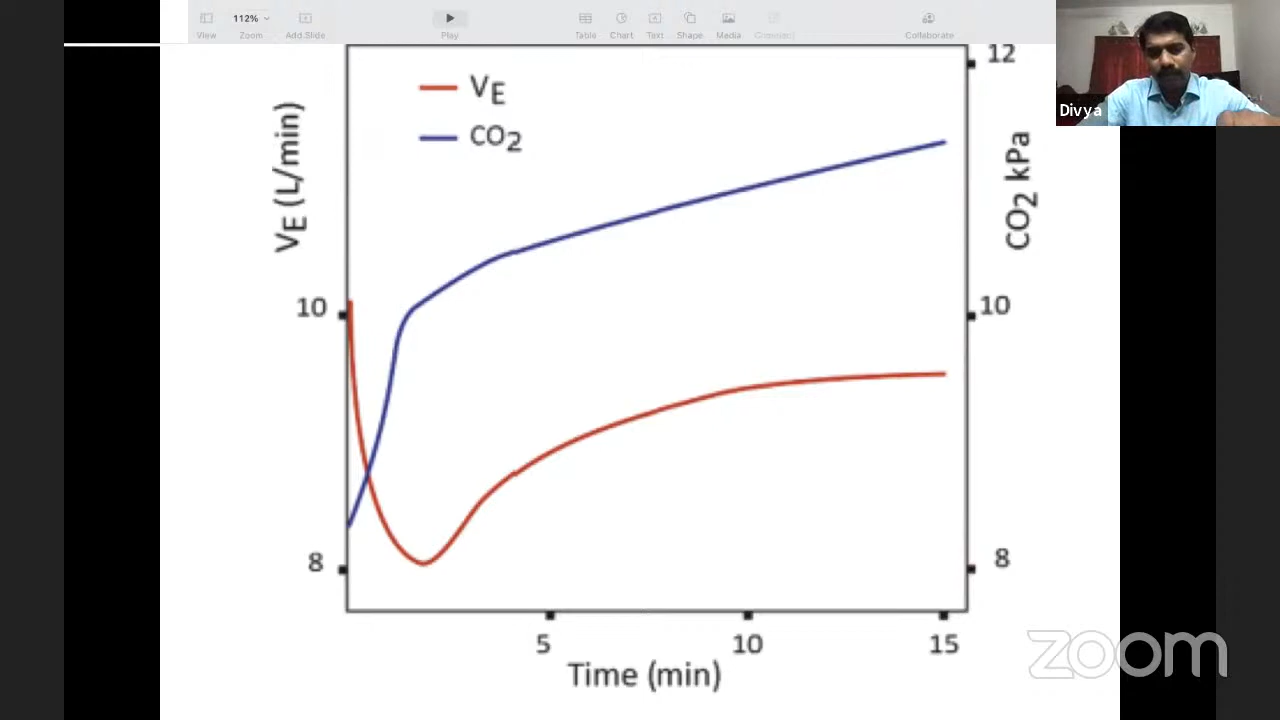 112%
View
Zoom
Add Slide
Play
Table
Chart
Text
Shape
Media
Collaborate
Divya
VE
CO2
VE (L/min)
CO2 kPa
12
10
10
8
8
5
10
15
Time (min)
zoom